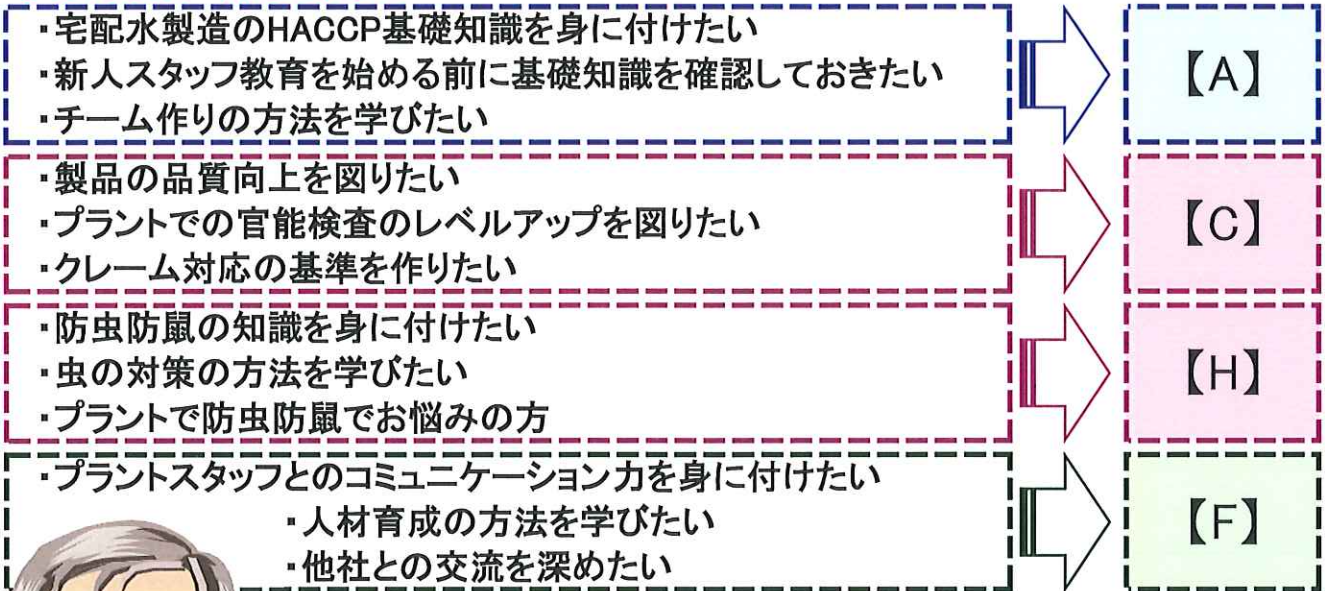 ・宅配水製造のHACCP基礎知識を身に付けたい
・新人スタッフ教育を始める前に基礎知識を確認しておきたい
・チーム作りの方法を学びたい
【A】
・製品の品質向上を図りたい
・プラントでの官能検査のレベルアップを図りたい
・クレーム対応の基準を作りたい
【C】
・防虫防鼠の知識を身に付けたい
・虫の対策の方法を学びたい
・プラントで防虫防鼠でお悩みの方
【H】
・プラントスタッフとのコミュニケーション力を身に付けたい
・人材育成の方法を学びたい
・他社との交流を深めたい
【F】